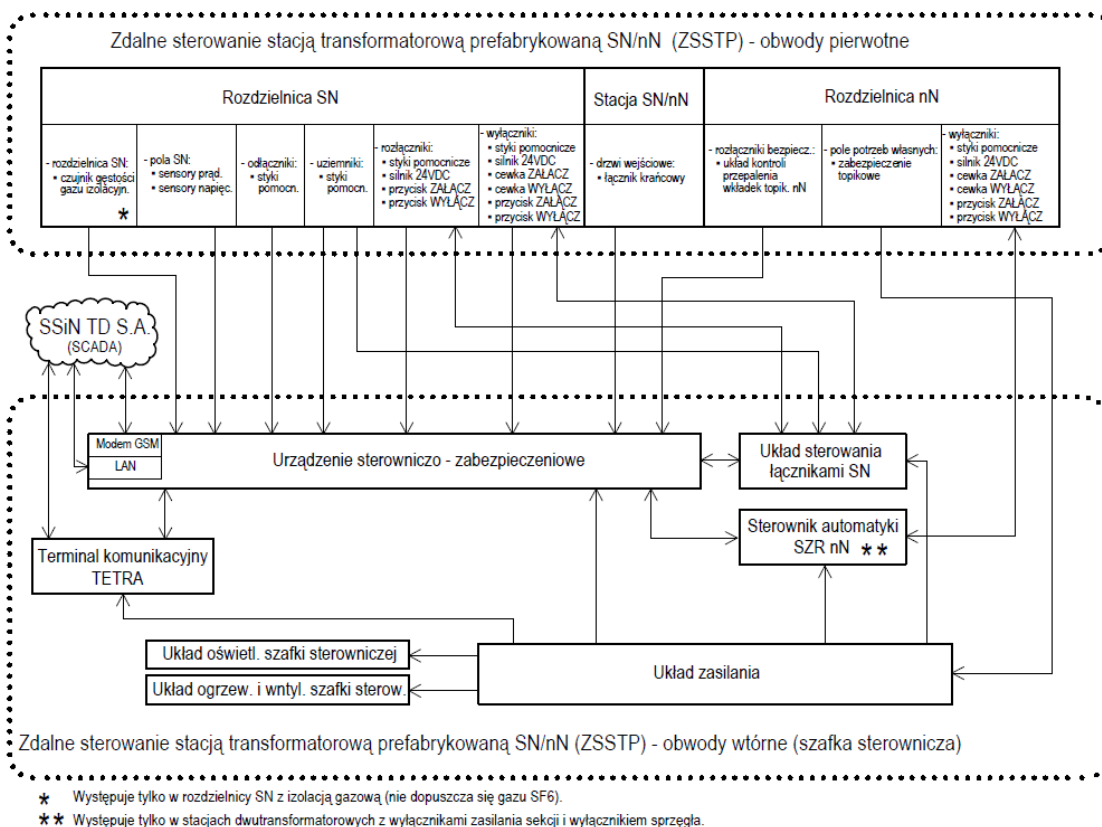 Zdalne sterowanie stacją transformatorową prefabrykowaną SN/nN (ZSSTP) - obwody pierwotne
Rozdzielnica SN
Stacja SN/nN
Rozdzielnica nN
- rozdzielnica SN:
▪ czujnik gęstości
gazu izolacyjn.
*
- pola SN:
▪ sensory prąd.
▪ sensory napięc.
- odłączniki:
▪ styki
pomocn.
- uziemniki:
▪ styki
pomocn.
- rozłączniki:
▪ styki pomocnicze
▪ silnik 24VDC
▪ przycisk ZAŁĄCZ
▪ przycisk WYŁĄCZ
- wyłączniki:
▪ styki pomocnicze
▪ silnik 24VDC
▪ cewka ZAŁĄCZ
▪ cewka WYŁĄCZ
▪ przycisk ZAŁĄCZ
▪ przycisk WYŁĄCZ
- drzwi wejściowe:
▪ łącznik krańcowy
- rozłączniki bezpiecz.:
▪ układ kontroli
przepalenia
wkładek topik. nN
- pole potrzeb własnych:
▪ zabezpieczenie
topikowe
- wyłączniki:
▪ styki pomocnicze
▪ silnik 24VDC
▪ cewka ZAŁĄCZ
▪ cewka WYŁĄCZ
▪ przycisk ZAŁĄCZ
▪ przycisk WYŁĄCZ
SSiN TD S.A.
(SCADA)
Modem GSM
LAN
Urządzenie sterowniczo - zabezpieczeniowe
Układ sterowania
łącznikami SN
Sterownik automatyki
SZR nN **
Terminal komunikacyjny
TETRA
Układ oświetl. szafki sterowniczej
Układ ogrzew. i wntyl. szafki sterow.
Układ zasilania
Zdalne sterowanie stacją transformatorową prefabrykowaną SN/nN (ZSSTP) - obwody wtórne (szafka sterownicza)
* Występuje tylko w rozdzielnicy SN z izolacją gazową (nie dopuszcza się gazu SF6).
** Występuje tylko w stacjach dwutransformatorowych z wyłącznikami zasilania sekcji i wyłącznikiem sprzęgła.